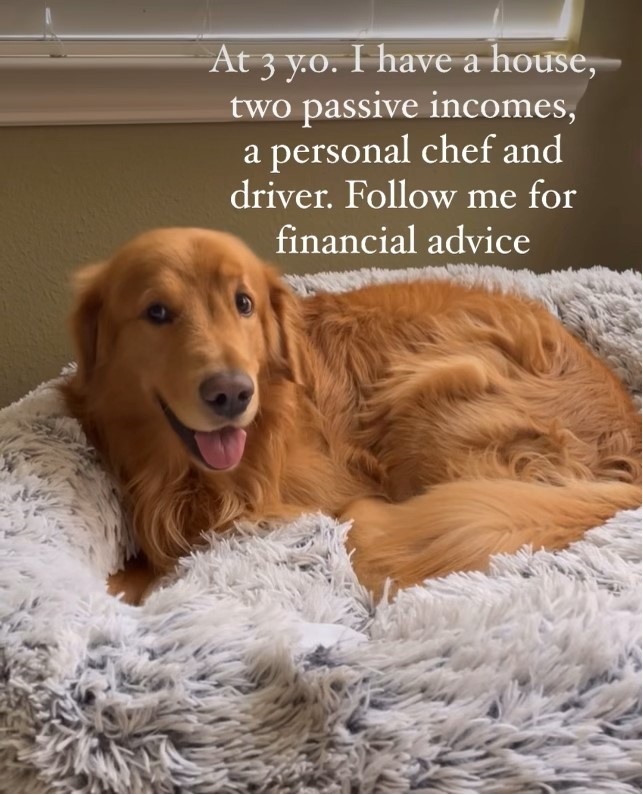 At 3 y.o. I have a house,
two passive incomes,
a personal chef and
driver. Follow me for
financial advice